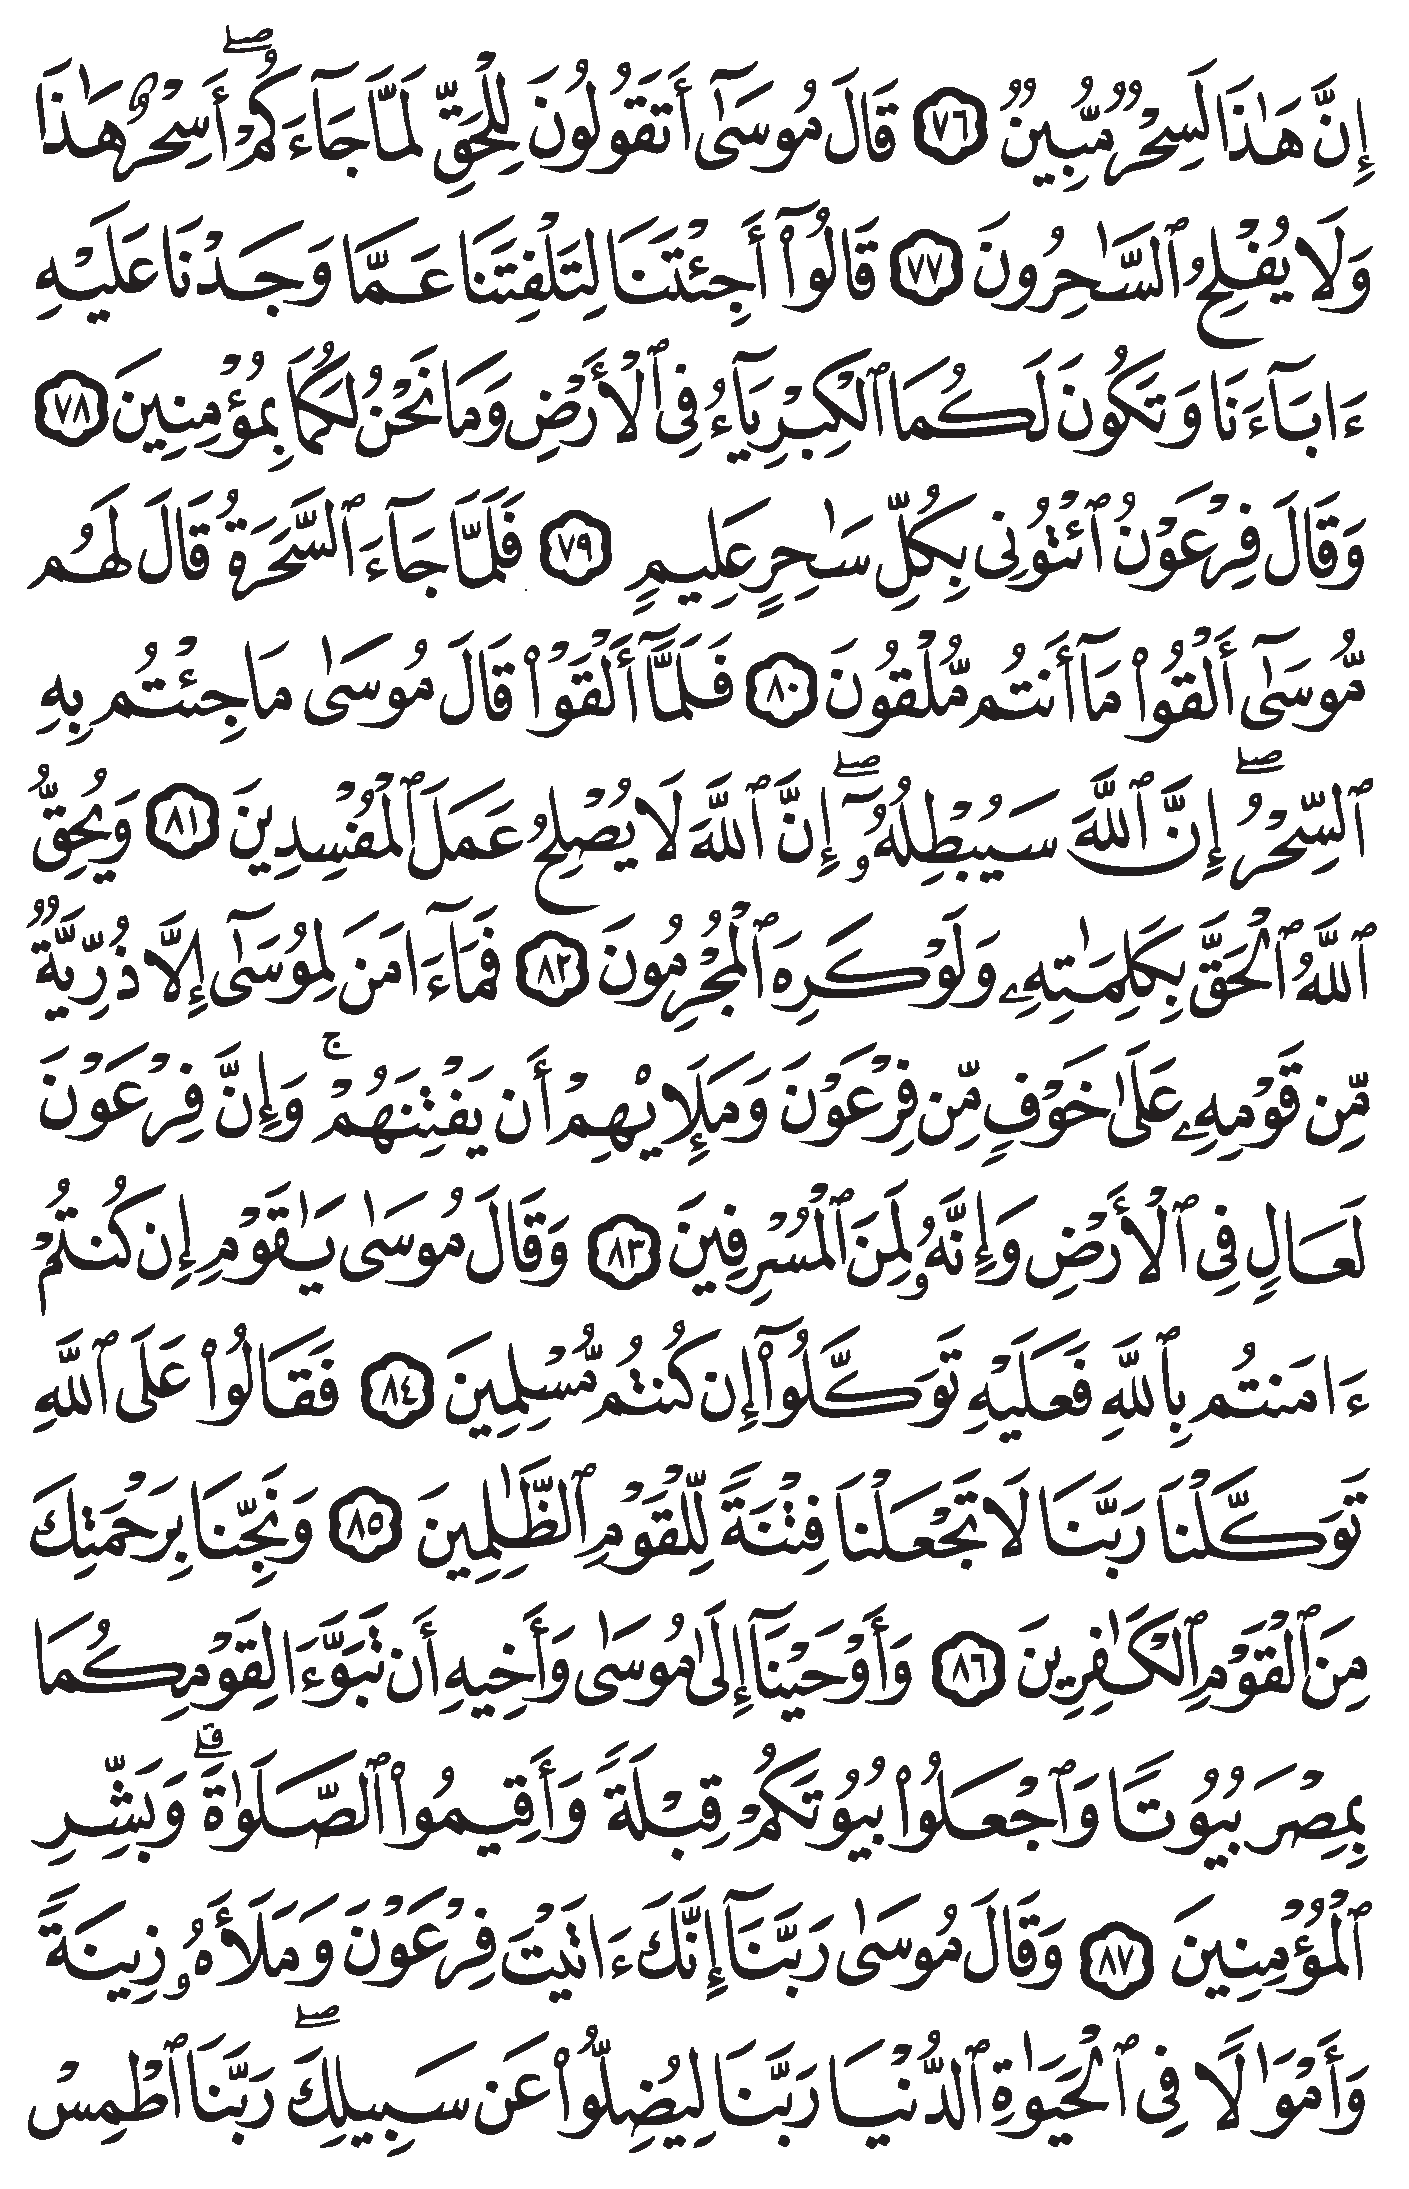 إِنَّ هَٰذَا لَسِحْرٌ مُّبِينٌ ٧٦ قَالَ مُوسَىٰٓ أَتَقُولُونَ لِلْحَقِّ لَمَّا جَآءَكُمْ ۖ أَسِحْرٌ هَٰذَا
وَلَا يُفْلِحُ ٱلسَّٰحِرُونَ ٧٧ قَالُوٓا۟ أَجِئْتَنَا لِتَلْفِتَنَا عَمَّا وَجَدْنَا عَلَيْهِ
ءَابَآءَنَا وَتَكُونَ لَكُمَا ٱلْكِبْرِيَآءُ فِى ٱلْأَرْضِ وَمَا نَحْنُ لَكُمَا بِمُؤْمِنِينَ ٧٨
وَقَالَ فِرْعَوْنُ ٱئْتُونِى بِكُلِّ سَٰحِرٍ عَلِيمٍ ٧٩ فَلَمَّا جَآءَ ٱلسَّحَرَةُ قَالَ لَهُم
مُّوسَىٰٓ أَلْقُوا۟ مَآ أَنتُم مُّلْقُونَ ٨٠ فَلَمَّآ أَلْقَوْا۟ قَالَ مُوسَىٰ مَا جِئْتُم بِهِ
ٱلسِّحْرُ ۖ إِنَّ ٱللَّهَ سَيُبْطِلُهُۥٓ ۖ إِنَّ ٱللَّهَ لَا يُصْلِحُ عَمَلَ ٱلْمُفْسِدِينَ ٨١ وَيُحِقُّ
ٱللَّهُ ٱلْحَقَّ بِكَلِمَٰتِهِۦ وَلَوْ كَرِهَ ٱلْمُجْرِمُونَ ٨٢ فَمَآ ءَامَنَ لِمُوسَىٰٓ إِلَّا ذُرِّيَّةٌ
مِّن قَوْمِهِۦ عَلَىٰ خَوْفٍ مِّن فِرْعَوْنَ وَمَلَإِيْهِمْ أَن يَفْتِنَهُمْ ۚ وَإِنَّ فِرْعَوْنَ
لَعَالٍ فِى ٱلْأَرْضِ وَإِنَّهُۥ لَمِنَ ٱلْمُسْرِفِينَ ٨٣ وَقَالَ مُوسَىٰ يَٰقَوْمِ إِن كُنتُمْ
ءَامَنتُم بِٱللَّهِ فَعَلَيْهِ تَوَكَّلُوٓا۟ إِن كُنتُم مُّسْلِمِينَ ٨٤ فَقَالُوا۟ عَلَى ٱللَّهِ
تَوَكَّلْنَا رَبَّنَا لَا تَجْعَلْنَا فِتْنَةً لِّلْقَوْمِ ٱلظَّٰلِمِينَ ٨٥ وَنَجِّنَا بِرَحْمَتِكَ
مِنَ ٱلْقَوْمِ ٱلْكَٰفِرِينَ ٨٦ وَأَوْحَيْنَآ إِلَىٰ مُوسَىٰ وَأَخِيهِ أَن تَبَوَّءَا لِقَوْمِكُمَا
بِمِصْرَ بُيُوتًا وَٱجْعَلُوا۟ بُيُوتَكُمْ قِبْلَةً وَأَقِيمُوا۟ ٱلصَّلَوٰةَ ۗ وَبَشِّرِ
ٱلْمُؤْمِنِينَ ٨٧ وَقَالَ مُوسَىٰ رَبَّنَآ إِنَّكَ ءَاتَيْتَ فِرْعَوْنَ وَمَلَأَهُۥ زِينَةً
وَأَمْوَٰلًا فِى ٱلْحَيَوٰةِ ٱلدُّنْيَا رَبَّنَا لِيُضِلُّوا۟ عَن سَبِيلِكَ ۖ رَبَّنَا ٱطْمِسْ